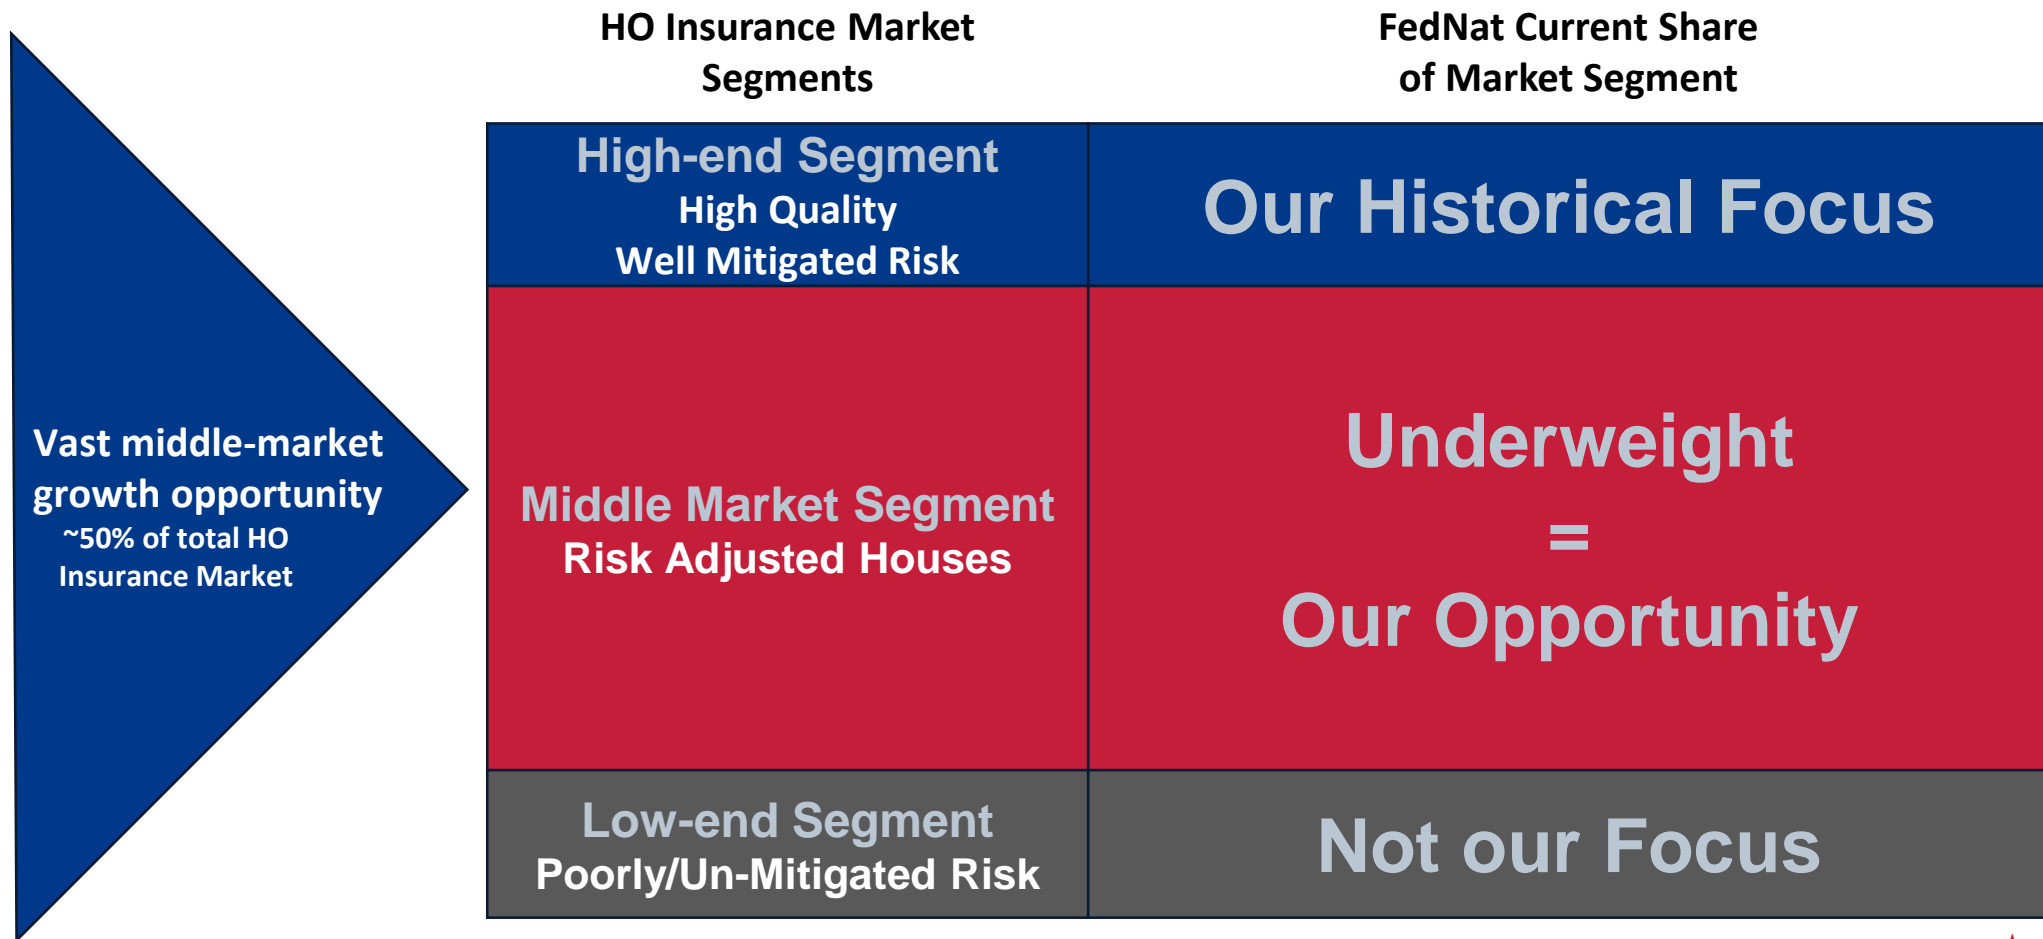 HO Insurance Market
Segments
FedNat Current Share
of Market Segment
High-end Segment
High Quality
Well Mitigated Risk
Our Historical Focus
Vast middle-market
growth opportunity
~50% of total HO
Insurance Market
Middle Market Segment
Risk Adjusted Houses
Underweight
=
Our Opportunity
Low-end Segment
Poorly/Un-Mitigated Risk
Not our Focus